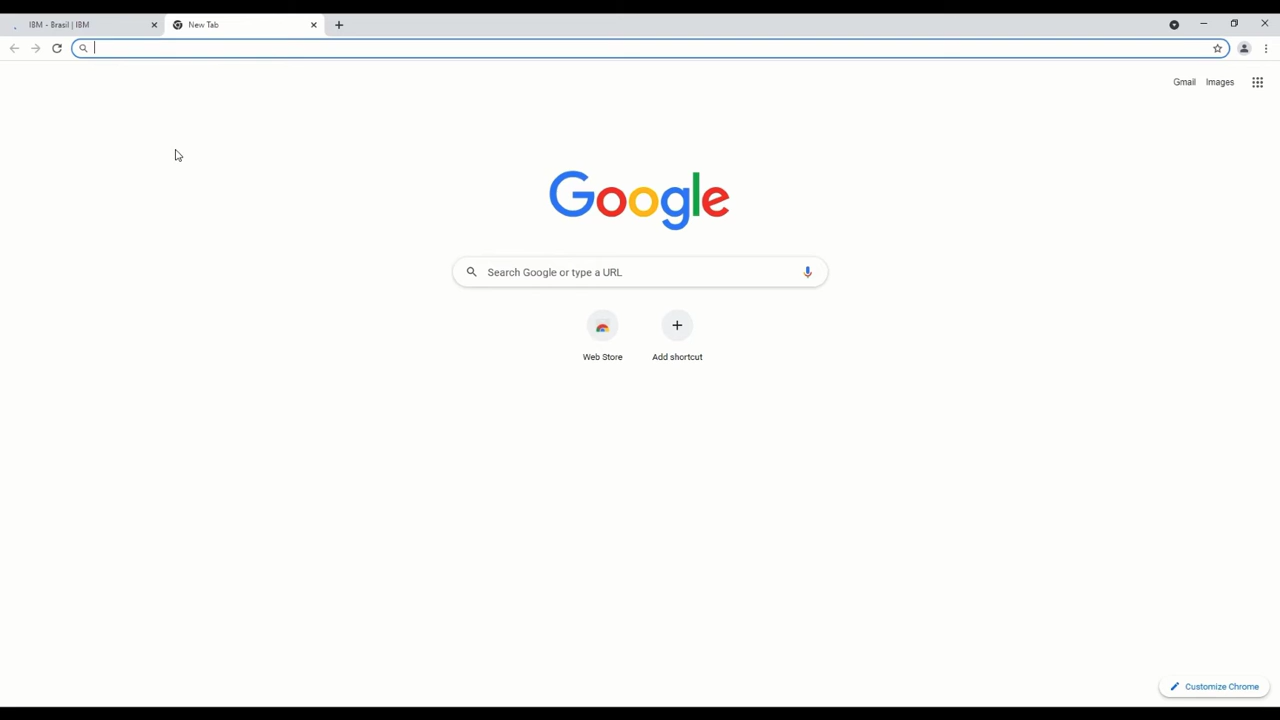 IBM - Brasil | IBM
New Tab
Gmail Images
Google
Search Google or type a URL
Web Store
Add shortcut
Customize Chrome